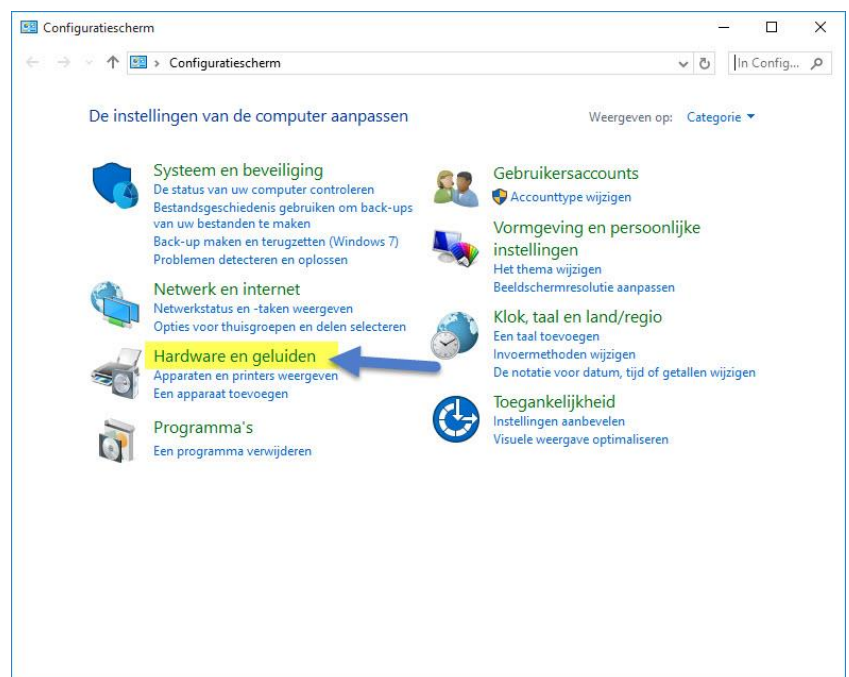 Configuratiescherm
Configuratiescherm
In Config...
De instellingen van de computer aanpassen
Weergeven op: Categorie
Systeem en beveiliging
De status van uw computer controleren
Bestandsgeschiedenis gebruiken om back-ups
van uw bestanden te maken
Back-up maken en terugzetten (Windows 7)
Problemen detecteren en oplossen
Netwerk en internet
Netwerkstatus en -taken weergeven
Opties voor thuisgroepen en delen selecteren
Hardware en geluiden
Apparaten en printers weergeven
Een apparaat toevoegen
Programma's
Een programma verwijderen
Gebruikersaccounts
Accounttype wijzigen
Vormgeving en persoonlijke
instellingen
Het thema wijzigen
Beeldschermresolutie aanpassen
Klok, taal en land/regio
Een taal toevoegen
Invoermethoden wijzigen
De notatie voor datum, tijd of getallen wijzigen
Toegankelijkheid
Instellingen aanbevelen
Visuele weergave optimaliseren